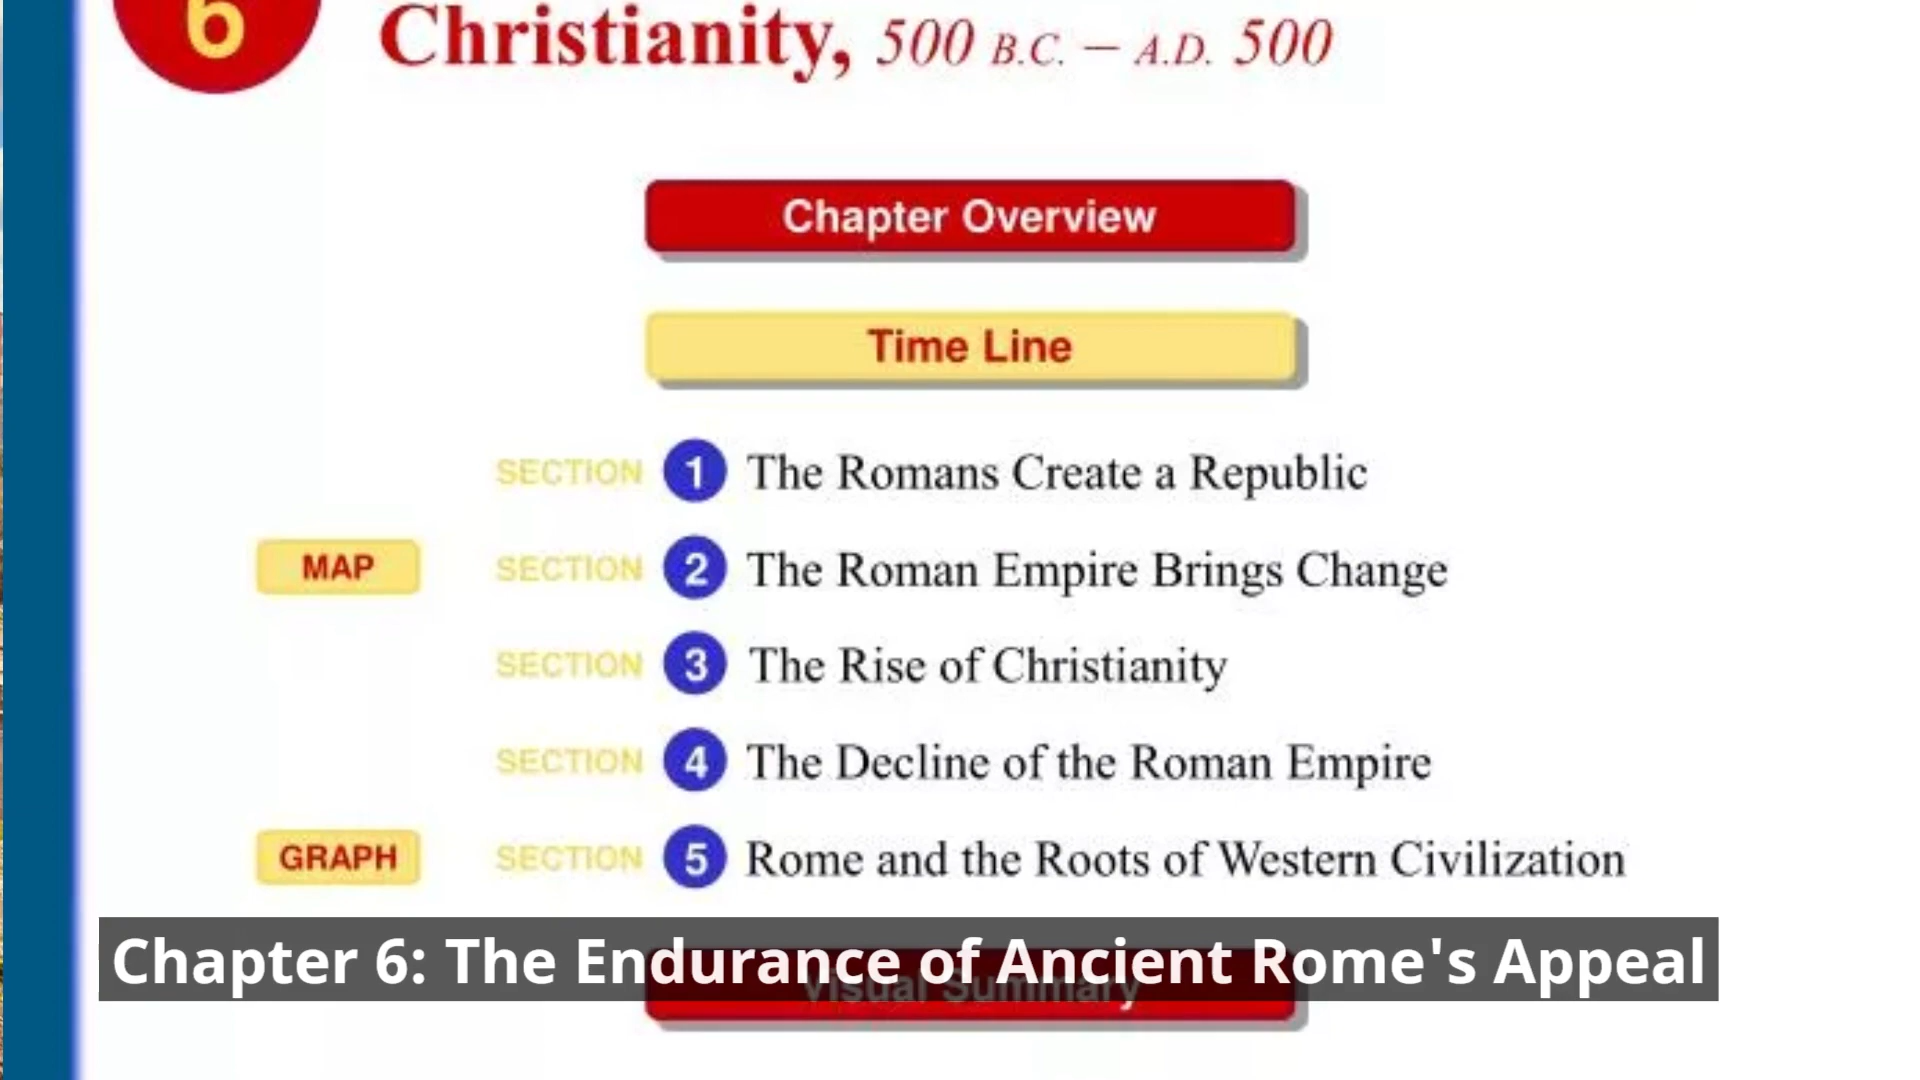 6
Christianity, 500 B.C. – A.D. 500
Chapter Overview
Time Line
SECTION 1 The Romans Create a Republic
MAP SECTION 2 The Roman Empire Brings Change
SECTION 3 The Rise of Christianity
SECTION 4 The Decline of the Roman Empire
GRAPH SECTION 5 Rome and the Roots of Western Civilization
Chapter 6: The Endurance of Ancient Rome's Appeal
Visual Summary